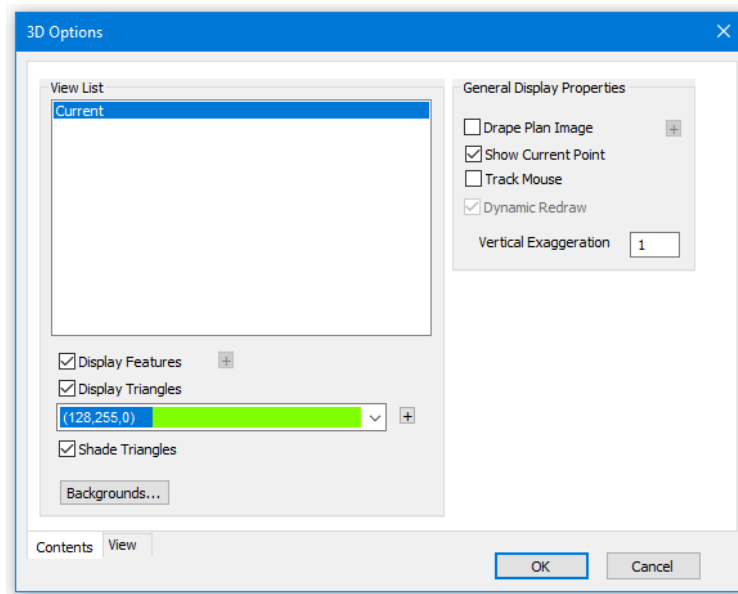 3D Options
View List
Current
Display Features
Display Triangles
(128,255,0)
Shade Triangles
Backgrounds...
General Display Properties
Drape Plan Image
Show Current Point
Track Mouse
Dynamic Redraw
Vertical Exaggeration 1
Contents View
OK Cancel